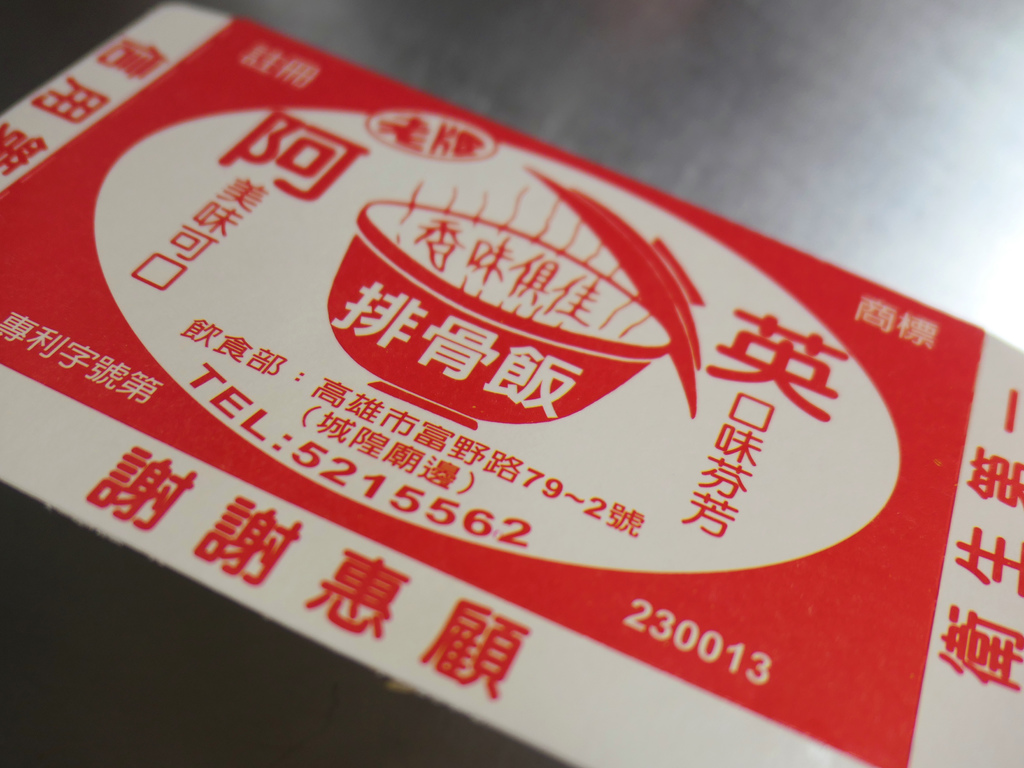 註冊
商標
老牌
阿
英
美味可口
香味俱佳
排骨飯
口味芬芳
飲食部：高雄市富野路79~2號
（城隍廟邊）
TEL:5215562
專利字號第
230013
謝謝惠顧
衛生第一